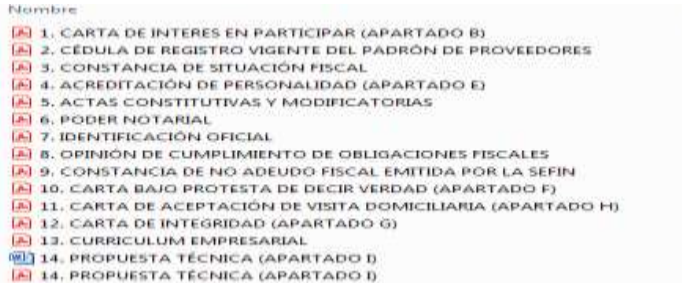 Nombre
1. CARTA DE INTERES EN PARTICIPAR (APARTADO B)
2. CÉDULA DE REGISTRO VIGENTE DEL PADRÓN DE PROVEEDORES
3. CONSTANCIA DE SITUACIÓN FISCAL
4. ACREDITACIÓN DE PERSONALIDAD (APARTADO E)
5. ACTAS CONSTITUTIVAS Y MODIFICATORIAS
6. PODER NOTARIAL
7. IDENTIFICACIÓN OFICIAL
8. OPINIÓN DE CUMPLIMIENTO DE OBLIGACIONES FISCALES
9. CONSTANCIA DE NO ADEUDO FISCAL EMITIDA POR LA SEFIN
10. CARTA BAJO PROTESTA DE DECIR VERDAD (APARTADO F)
11. CARTA DE ACEPTACIÓN DE VISITA DOMICILIARIA (APARTADO H)
12. CARTA DE INTEGRIDAD (APARTADO G)
13. CURRICULUM EMPRESARIAL
14. PROPUESTA TÉCNICA (APARTADO I)
14. PROPUESTA TÉCNICA (APARTADO I)